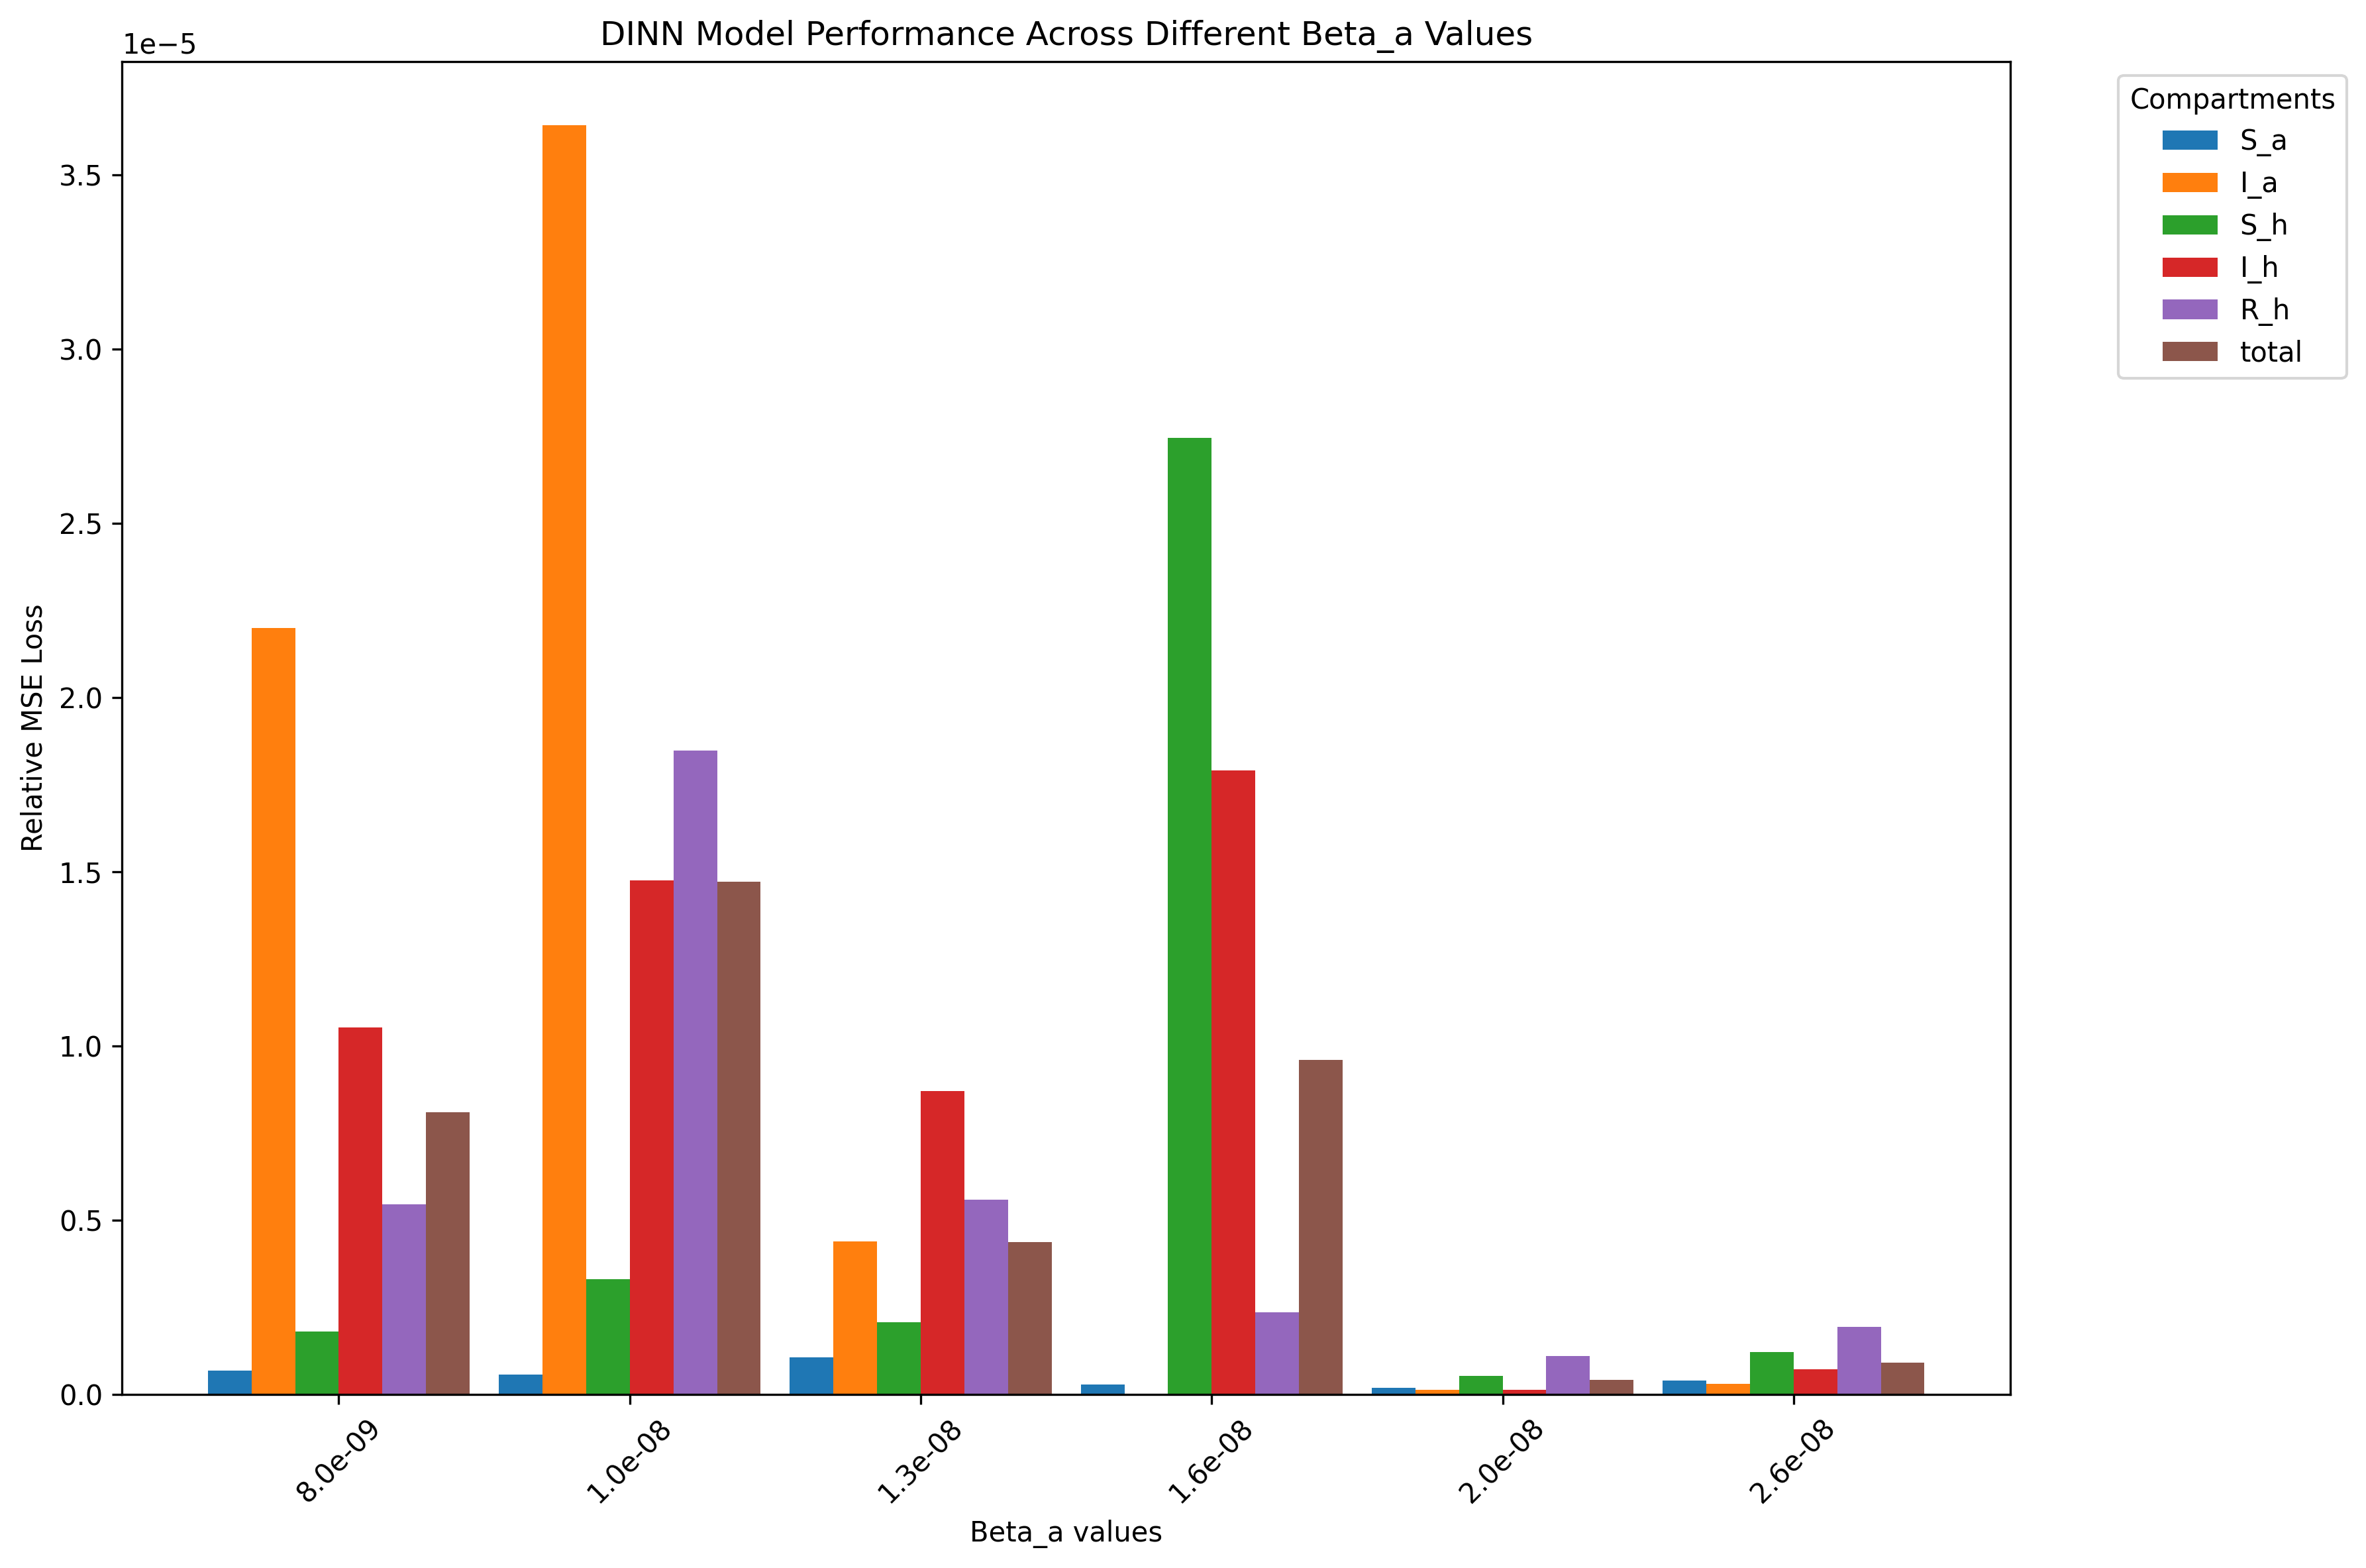 DINN Model Performance Across Different Beta_a Values
1e−5
3.5
3.0
2.5
2.0
1.5
1.0
0.5
0.0
Relative MSE Loss
8.0e-09
1.0e-08
1.3e-08
1.6e-08
2.0e-08
2.6e-08
Beta_a values
Compartments
S_a
I_a
S_h
I_h
R_h
total